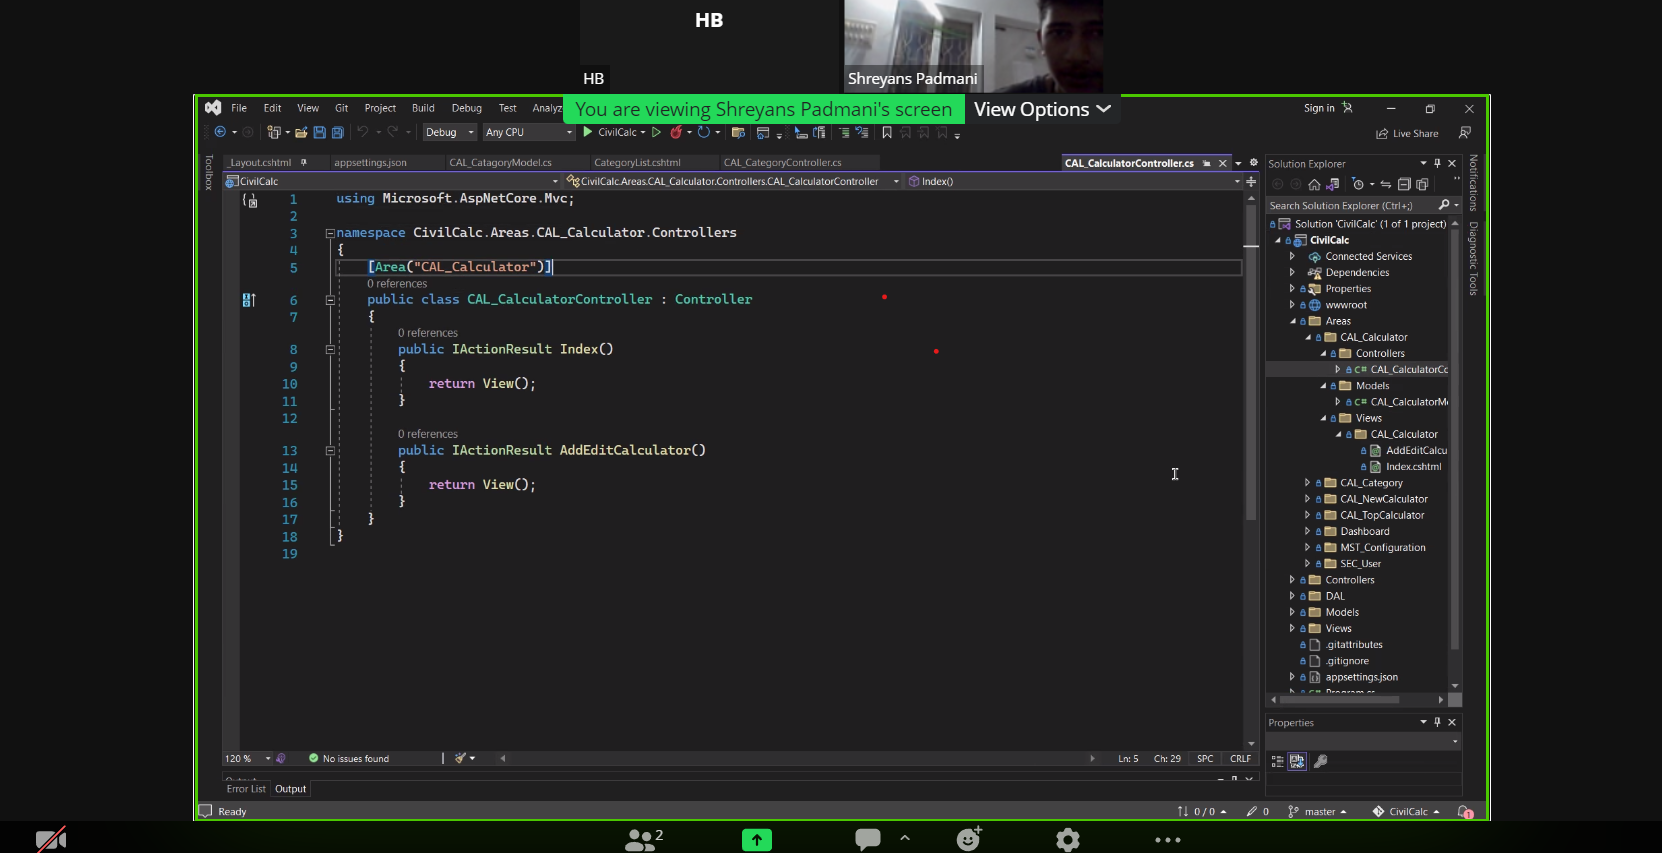 HB
HB
Shreyans Padmani
File Edit View Git Project Build Debug Test Analyz
You are viewing Shreyans Padmani's screen View Options
Sign in
Debug Any CPU CivilCalc
Live Share
Toolbox
_Layout.cshtml appsettings.json CAL_CatagoryModel.cs CategoryList.cshtml CAL_CategoryController.cs CAL_CalculatorController.cs
CivilCalc CivilCalc.Areas.CAL_Calculator.Controllers.CAL_CalculatorController Index()
1 using Microsoft.AspNetCore.Mvc;
2
3 namespace CivilCalc.Areas.CAL_Calculator.Controllers
4 {
5 [Area("CAL_Calculator")]
0 references
6 public class CAL_CalculatorController : Controller
7 {
0 references
8 public IActionResult Index()
9 {
10 return View();
11 }
12
0 references
13 public IActionResult AddEditCalculator()
14 {
15 return View();
16 }
17 }
18 }
19
120 % No issues found Ln: 5 Ch: 29 SPC CRLF
Error List Output
Ready 0 / 0 0 master CivilCalc 1
Solution Explorer
Search Solution Explorer (Ctrl+;)
Solution 'CivilCalc' (1 of 1 project)
CivilCalc
Connected Services
Dependencies
Properties
wwwroot
Areas
CAL_Calculator
Controllers
C# CAL_CalculatorCo
Models
C# CAL_CalculatorMo
Views
CAL_Calculator
AddEditCalcu
Index.cshtml
CAL_Category
CAL_NewCalculator
CAL_TopCalculator
Dashboard
MST_Configuration
SEC_User
Controllers
DAL
Models
Views
.gitattributes
.gitignore
appsettings.json
Properties
Notifications
Diagnostic Tools
2